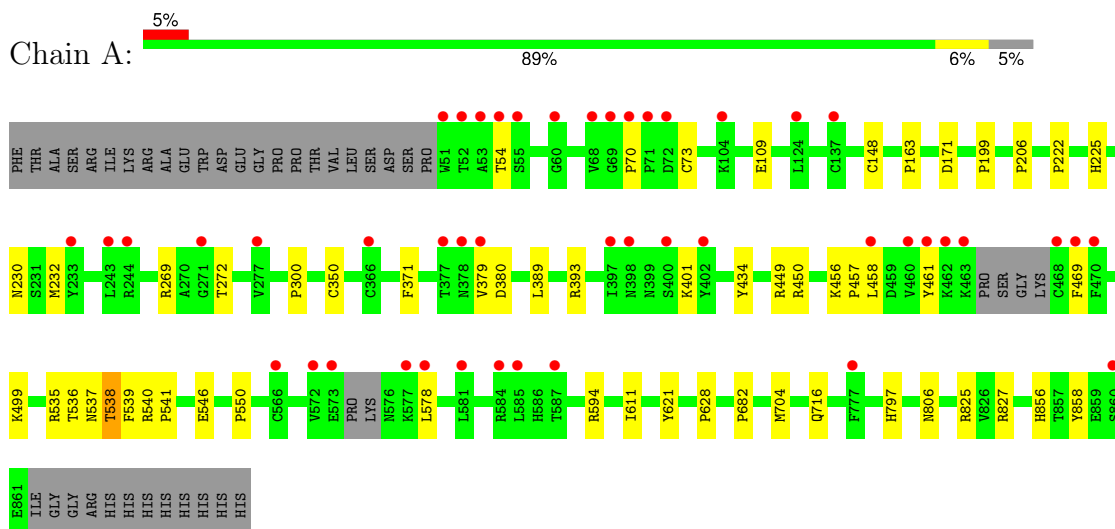 5%
Chain A:
89% 6% 5%
PHE THR ALA SER ARG ILE LYS ARG ALA GLU TRP ASP GLU GLY PRO PRO THR VAL LEU SER ASP SER PRO W51 T52 A53 T54 S55 G60 V68 G69 P70 P71 D72 C73 K104 E109 L124 C137 C148 P163 D171 P199 P206 P222 H225
N230 S231 M232 Y233 L243 R244 R269 A270 G271 T272 V277 P300 C350 C366 F371 T377 N378 V379 D380 L389 R393 I397 N398 N399 S400 K401 Y402 Y434 R449 R450 K456 P457 L458 D459 V460 Y461 K462 K463 PRO SER GLY LYS C468 F469 F470
K499 R535 T536 N537 T538 F539 R540 P541 E546 P550 C566 V572 E573 PRO LYS N576 K577 L578 L581 R584 L585 H586 T587 R594 I611 Y621 P628 P682 M704 Q716 F777 H797 N806 R825 V826 R827 H856 T857 Y858 E859 S860
E861 ILE GLY GLY ARG HIS HIS HIS HIS HIS HIS HIS HIS